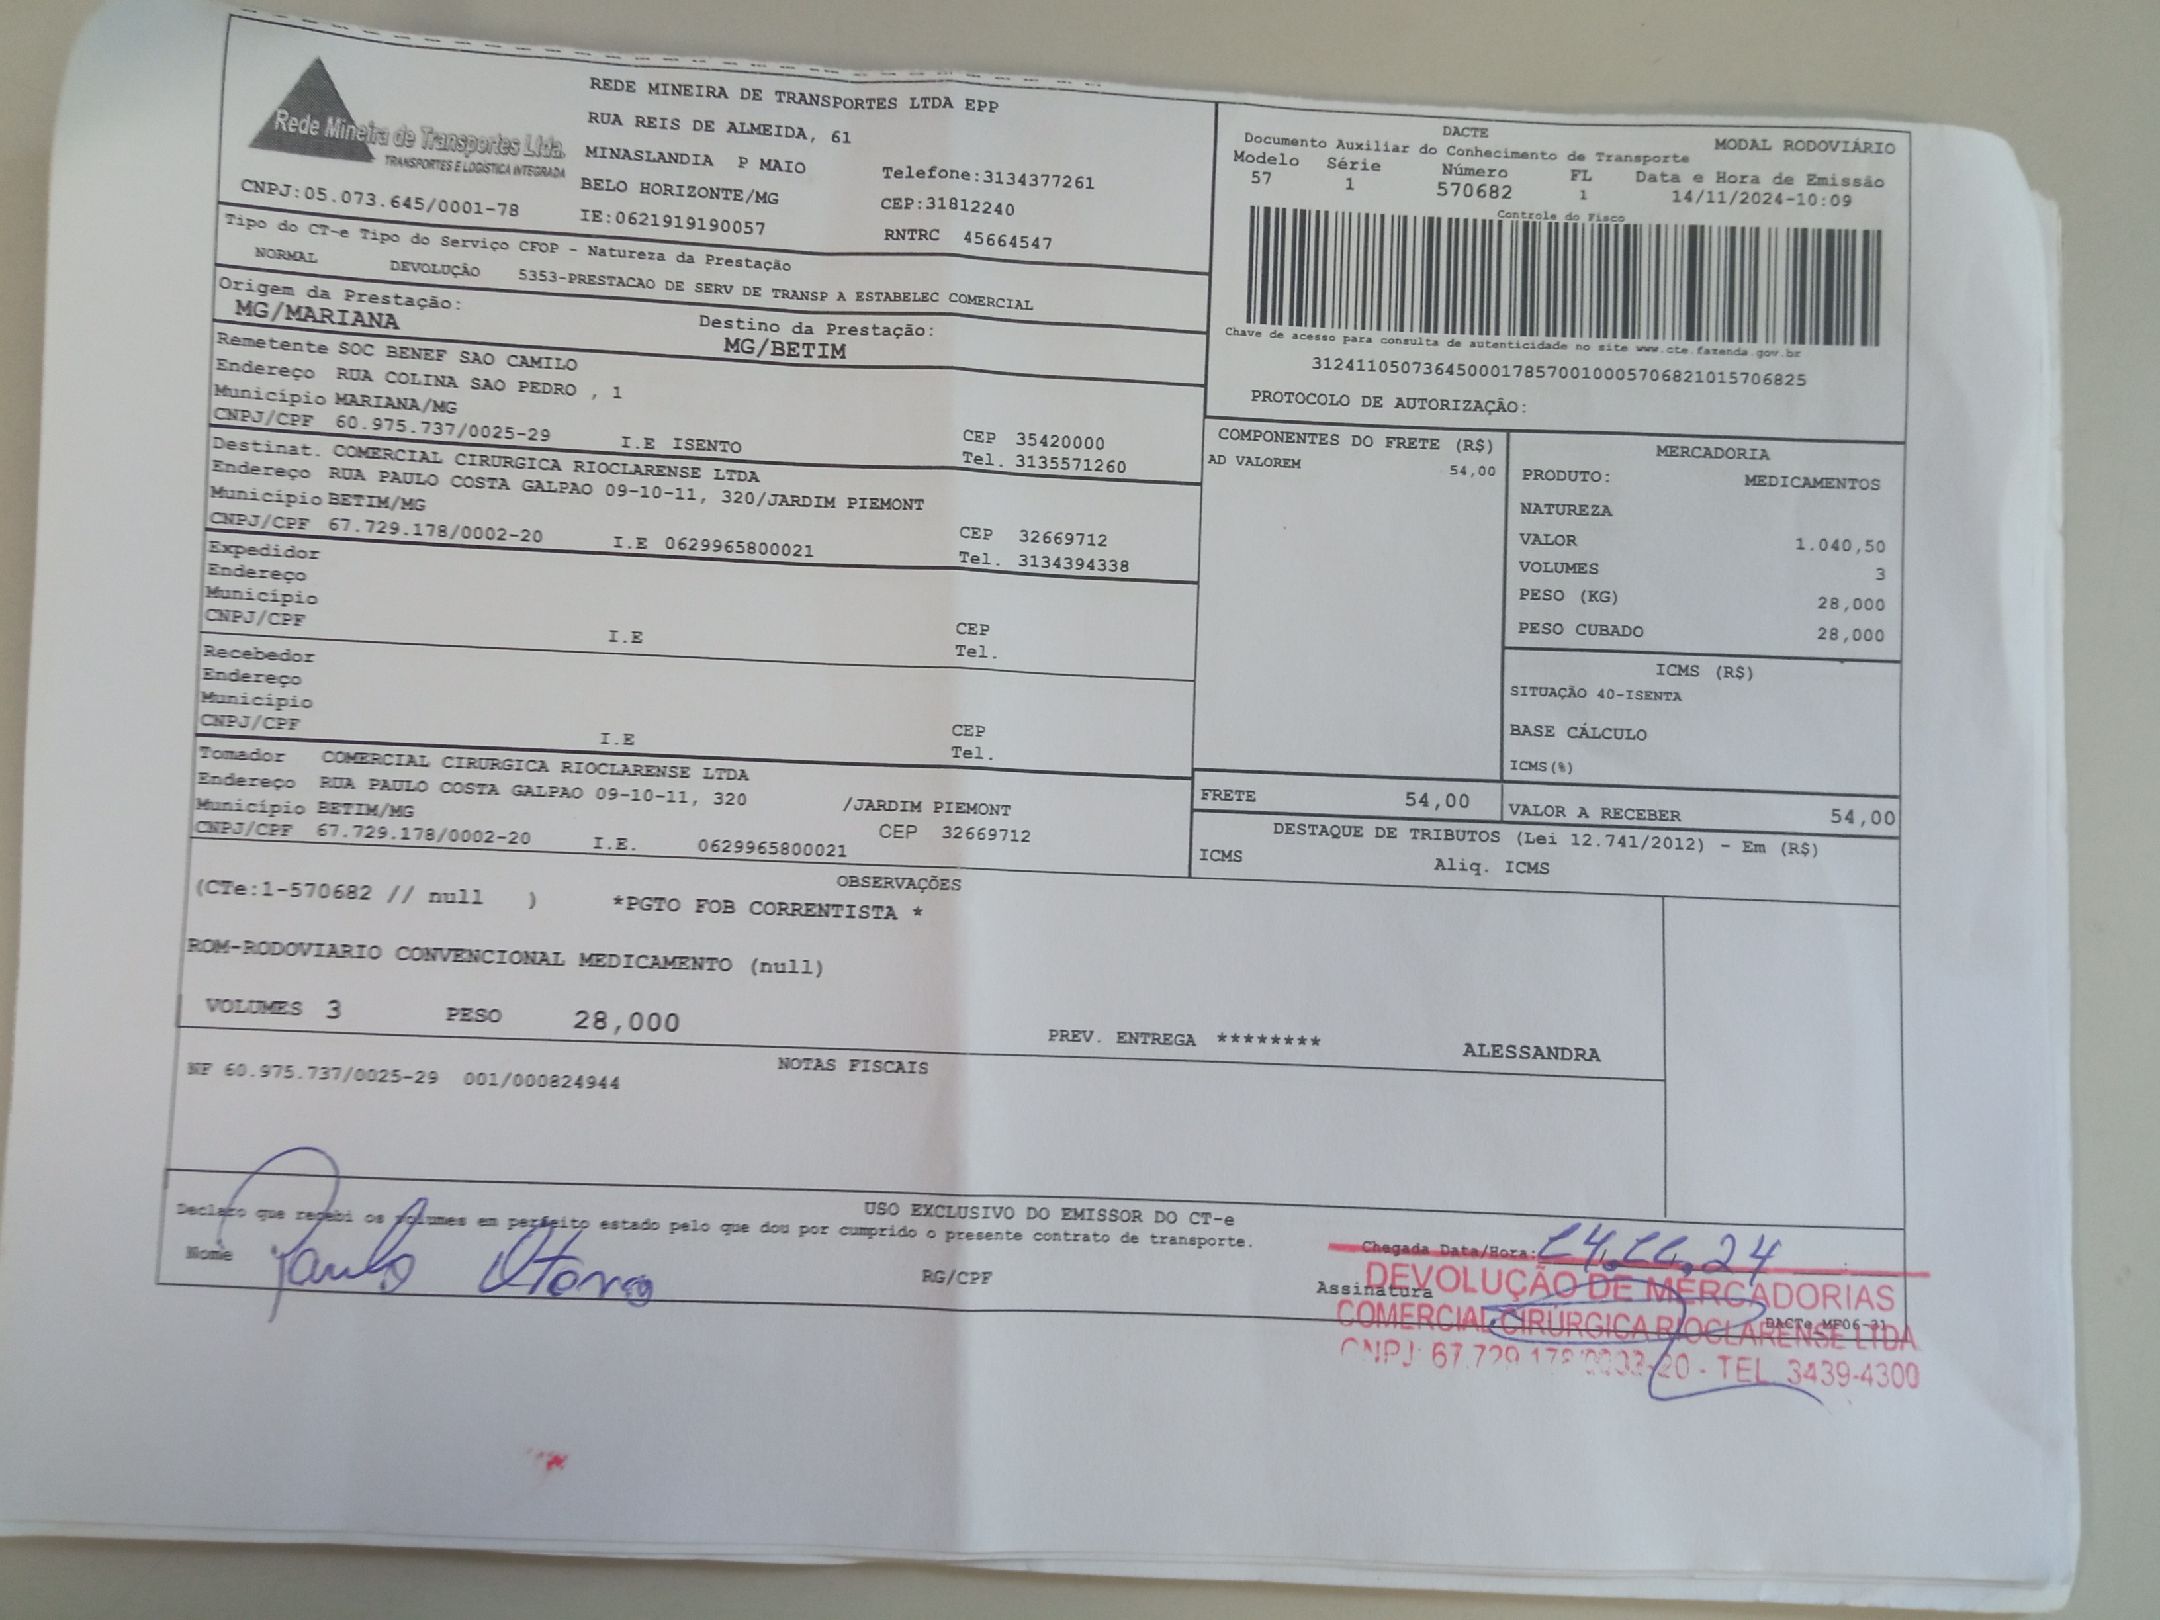 Rede Mineira de Transportes Ltda.
TRANSPORTES E LOGÍSTICA INTEGRADA
CNPJ:05.073.645/0001-78
REDE MINEIRA DE TRANSPORTES LTDA EPP
RUA REIS DE ALMEIDA, 61
MINASLANDIA P MAIO
BELO HORIZONTE/MG
IE:0621919190057
Telefone:3134377261
CEP:31812240
RNTRC 45664547
DACTE
MODAL RODOVIÁRIO
Documento Auxiliar do Conhecimento de Transporte
Modelo Série Número FL Data e Hora de Emissão
57 1 570682 1 14/11/2024-10:09
Controle do Fisco
Chave de acesso para consulta de autenticidade no site www.cte.fazenda.gov.br
31241105073645000178570010005706821015706825
PROTOCOLO DE AUTORIZAÇÃO:
Tipo do CT-e Tipo do Serviço CFOP - Natureza da Prestação
NORMAL DEVOLUÇÃO 5353-PRESTACAO DE SERV DE TRANSP A ESTABELEC COMERCIAL
Origem da Prestação: Destino da Prestação:
MG/MARIANA MG/BETIM
Remetente SOC BENEF SAO CAMILO
Endereço RUA COLINA SAO PEDRO , 1
Município MARIANA/MG CEP 35420000
CNPJ/CPF 60.975.737/0025-29 I.E ISENTO Tel. 3135571260
Destinat. COMERCIAL CIRURGICA RIOCLARENSE LTDA
Endereço RUA PAULO COSTA GALPAO 09-10-11, 320/JARDIM PIEMONT
Município BETIM/MG CEP 32669712
CNPJ/CPF 67.729.178/0002-20 I.E 0629965800021 Tel. 3134394338
Expedidor
Endereço
Município CEP
CNPJ/CPF I.E Tel.
Recebedor
Endereço
Município CEP
CNPJ/CPF I.E Tel.
Tomador COMERCIAL CIRURGICA RIOCLARENSE LTDA
Endereço RUA PAULO COSTA GALPAO 09-10-11, 320 /JARDIM PIEMONT
Município BETIM/MG CEP 32669712
CNPJ/CPF 67.729.178/0002-20 I.E. 0629965800021
COMPONENTES DO FRETE (R$)
AD VALOREM 54,00
MERCADORIA
PRODUTO: MEDICAMENTOS
NATUREZA
VALOR 1.040,50
VOLUMES 3
PESO (KG) 28,000
PESO CUBADO 28,000
ICMS (R$)
SITUAÇÃO 40-ISENTA
BASE CÁLCULO
ICMS(%)
FRETE 54,00 VALOR A RECEBER 54,00
DESTAQUE DE TRIBUTOS (Lei 12.741/2012) - Em (R$)
ICMS Aliq. ICMS
OBSERVAÇÕES
(CTe:1-570682 // null ) *PGTO FOB CORRENTISTA *
ROM-RODOVIARIO CONVENCIONAL MEDICAMENTO (null)
VOLUMES 3 PESO 28,000 PREV. ENTREGA ******** ALESSANDRA
NOTAS FISCAIS
NF 60.975.737/0025-29 001/000824944
USO EXCLUSIVO DO EMISSOR DO CT-e
Declaro que recebi os volumes em perfeito estado pelo que dou por cumprido o presente contrato de transporte.
Chegada Data/Hora:
Nome Paulo RG/CPF Assinatura
DEVOLUÇÃO DE MERCADORIAS
COMERCIAL CIRÚRGICA RIOCLARENSE LTDA
DACTe MF06-31
CNPJ: 67.729.178 -20 - TEL. 3439-4300